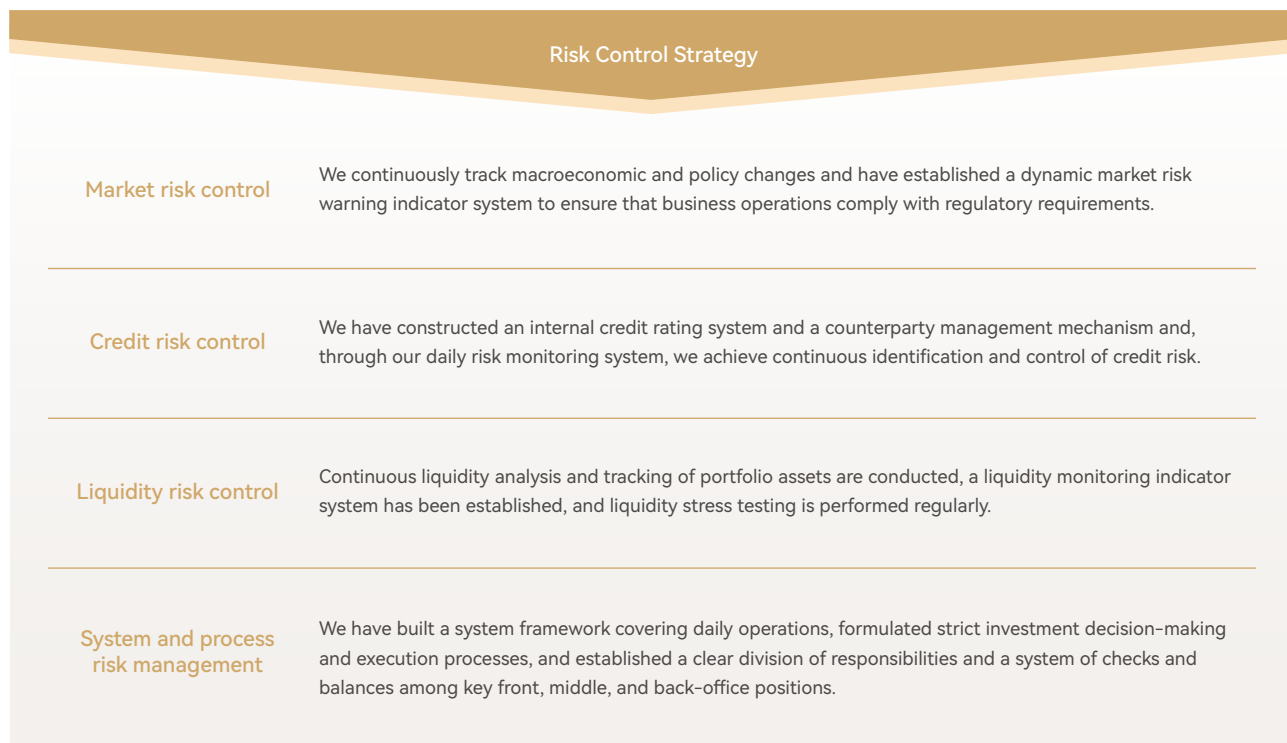 Risk Control Strategy
Market risk control
We continuously track macroeconomic and policy changes and have established a dynamic market risk
warning indicator system to ensure that business operations comply with regulatory requirements.
Credit risk control
We have constructed an internal credit rating system and a counterparty management mechanism and,
through our daily risk monitoring system, we achieve continuous identification and control of credit risk.
Liquidity risk control
Continuous liquidity analysis and tracking of portfolio assets are conducted, a liquidity monitoring indicator
system has been established, and liquidity stress testing is performed regularly.
System and process
risk management
We have built a system framework covering daily operations, formulated strict investment decision-making
and execution processes, and established a clear division of responsibilities and a system of checks and
balances among key front, middle, and back-office positions.